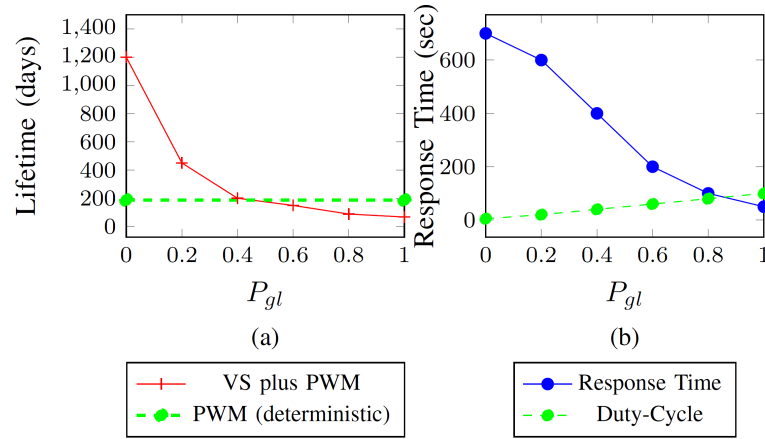 Lifetime (days)
1,400
1,200
1,000
800
600
400
200
0
0 0.2 0.4 0.6 0.8 1
P_gl
(a)
VS plus PWM
PWM (deterministic)
Response Time (sec)
600
400
200
0
0 0.2 0.4 0.6 0.8 1
P_gl
(b)
Response Time
Duty-Cycle